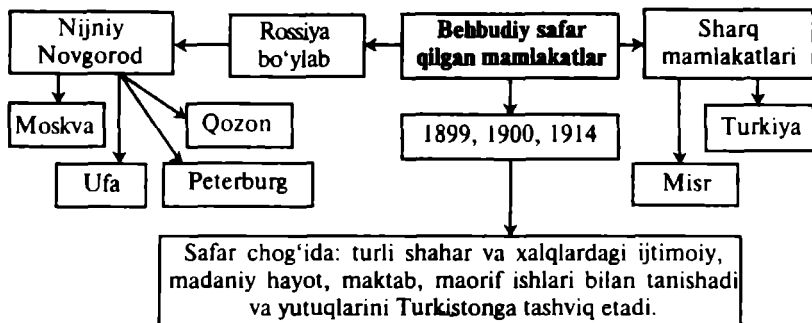 Nijniy
Novgorod
Rossiya
bo‘ylab
Behbudiy safar
qilgan mamlakatlar
Sharq
mamlakatlari
Moskva
Qozon
1899, 1900, 1914
Turkiya
Ufa
Peterburg
Misr
Safar chog‘ida: turli shahar va xalqlardagi ijtimoiy,
madaniy hayot, maktab, maorif ishlari bilan tanishadi
va yutuqlarini Turkistonga tashviq etadi.